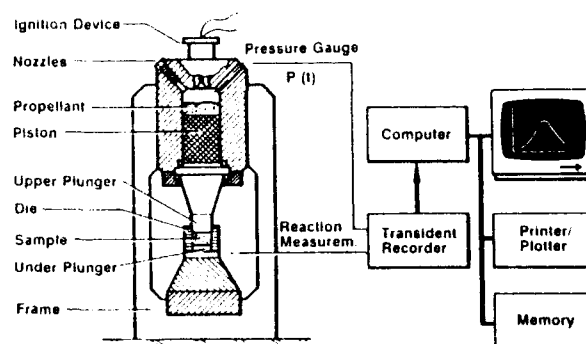 Ignition Device
Nozzles
Propellant
Piston
Upper Plunger
Die
Sample
Under Plunger
Frame
Pressure Gauge
P (t)
Reaction
Measurem.
Computer
Transident
Recorder
Printer/
Plotter
Memory